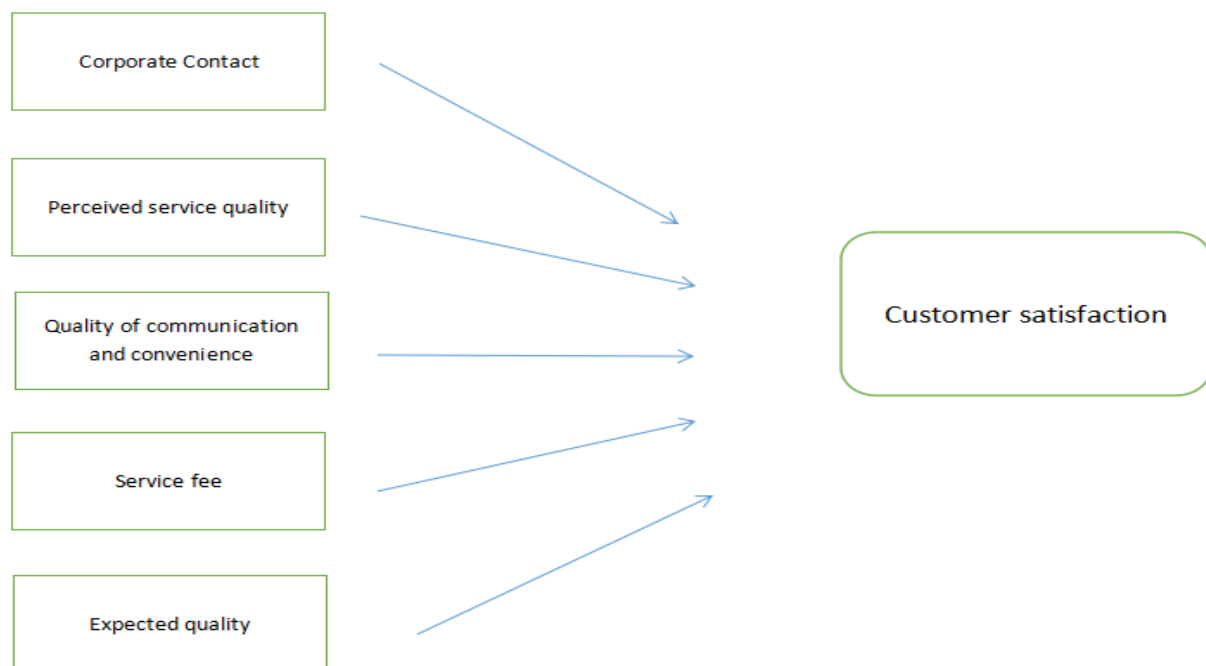 Corporate Contact
Perceived service quality
Quality of communication
and convenience
Service fee
Expected quality
Customer satisfaction